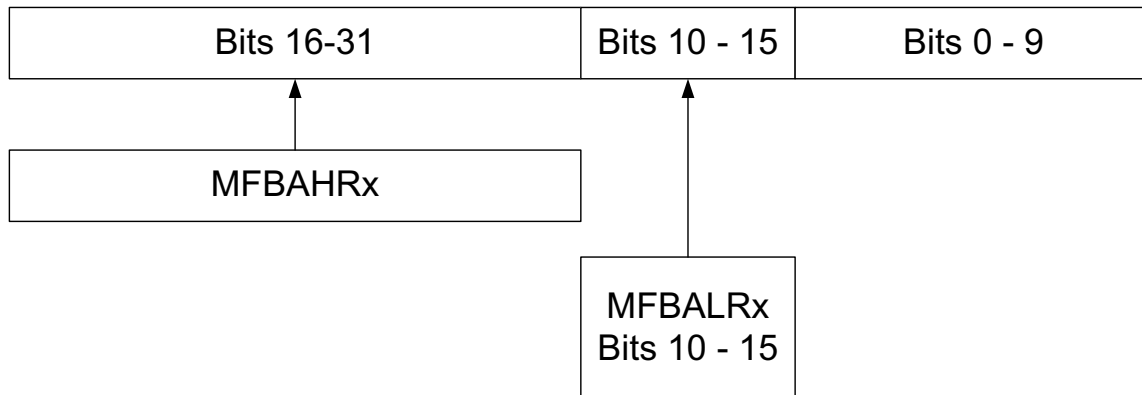 Bits 16-31
Bits 10 - 15
Bits 0 - 9
MFBAHRx
MFBALRx
Bits 10 - 15